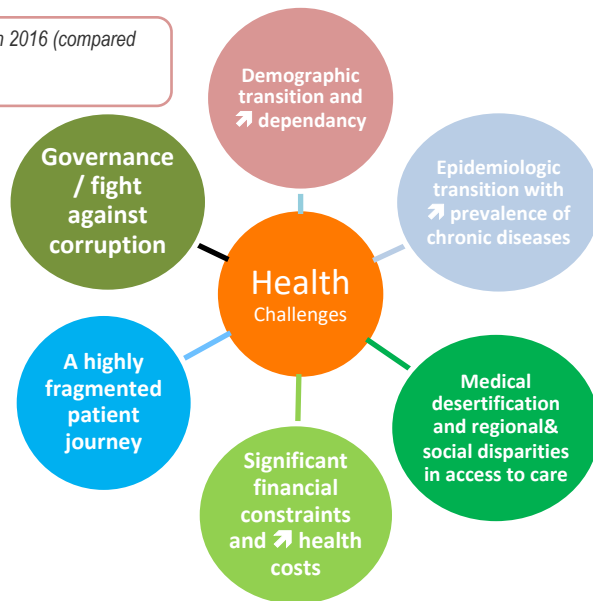 2016 (compared
Demographic
transition and
↗ dependancy
Governance
/ fight
against
corruption
Epidemiologic
transition with
↗ prevalence of
chronic diseases
Health
Challenges
A highly
fragmented
patient
journey
Medical
desertification
and regional&
social disparities
in access to care
Significant
financial
constraints
and ↗ health
costs